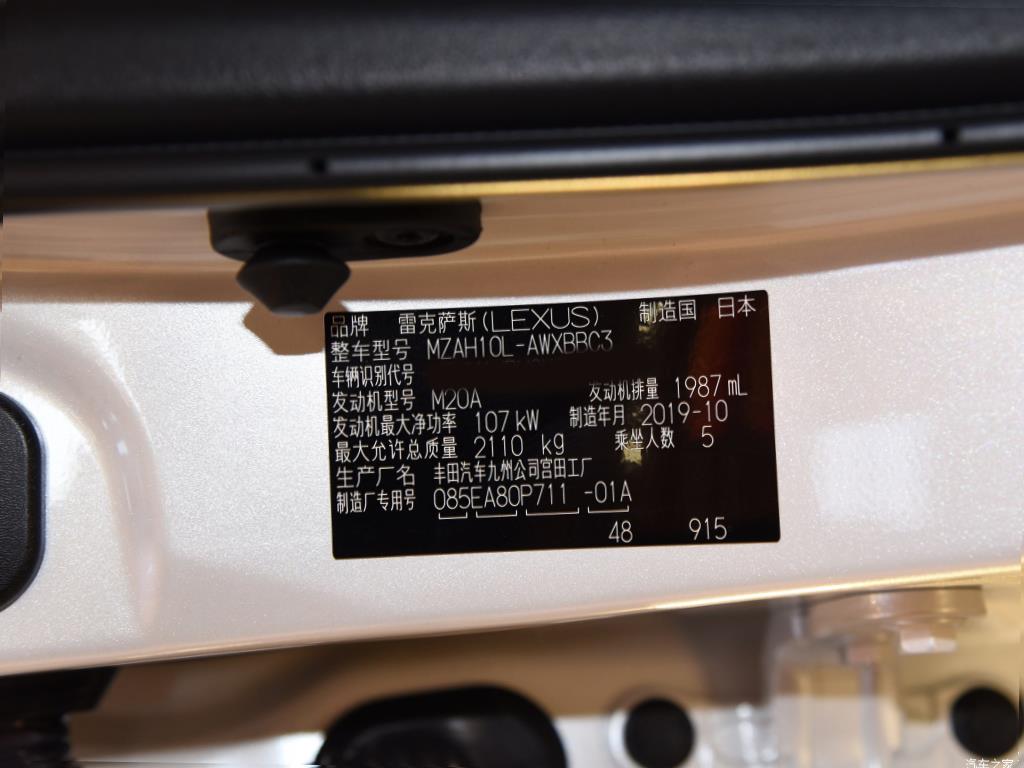 品牌 雷克萨斯(LEXUS) 制造国 日本
整车型号 MZAH10L-AWXBBC3
车辆识别代号
发动机型号 M20A 发动机排量 1987 mL
发动机最大净功率 107 kW 制造年月 2019-10
最大允许总质量 2110 kg 乘坐人数 5
生产厂名 丰田汽车九州公司宫田工厂
制造厂专用号 085EA80P711 -01A
48 915
汽车之家